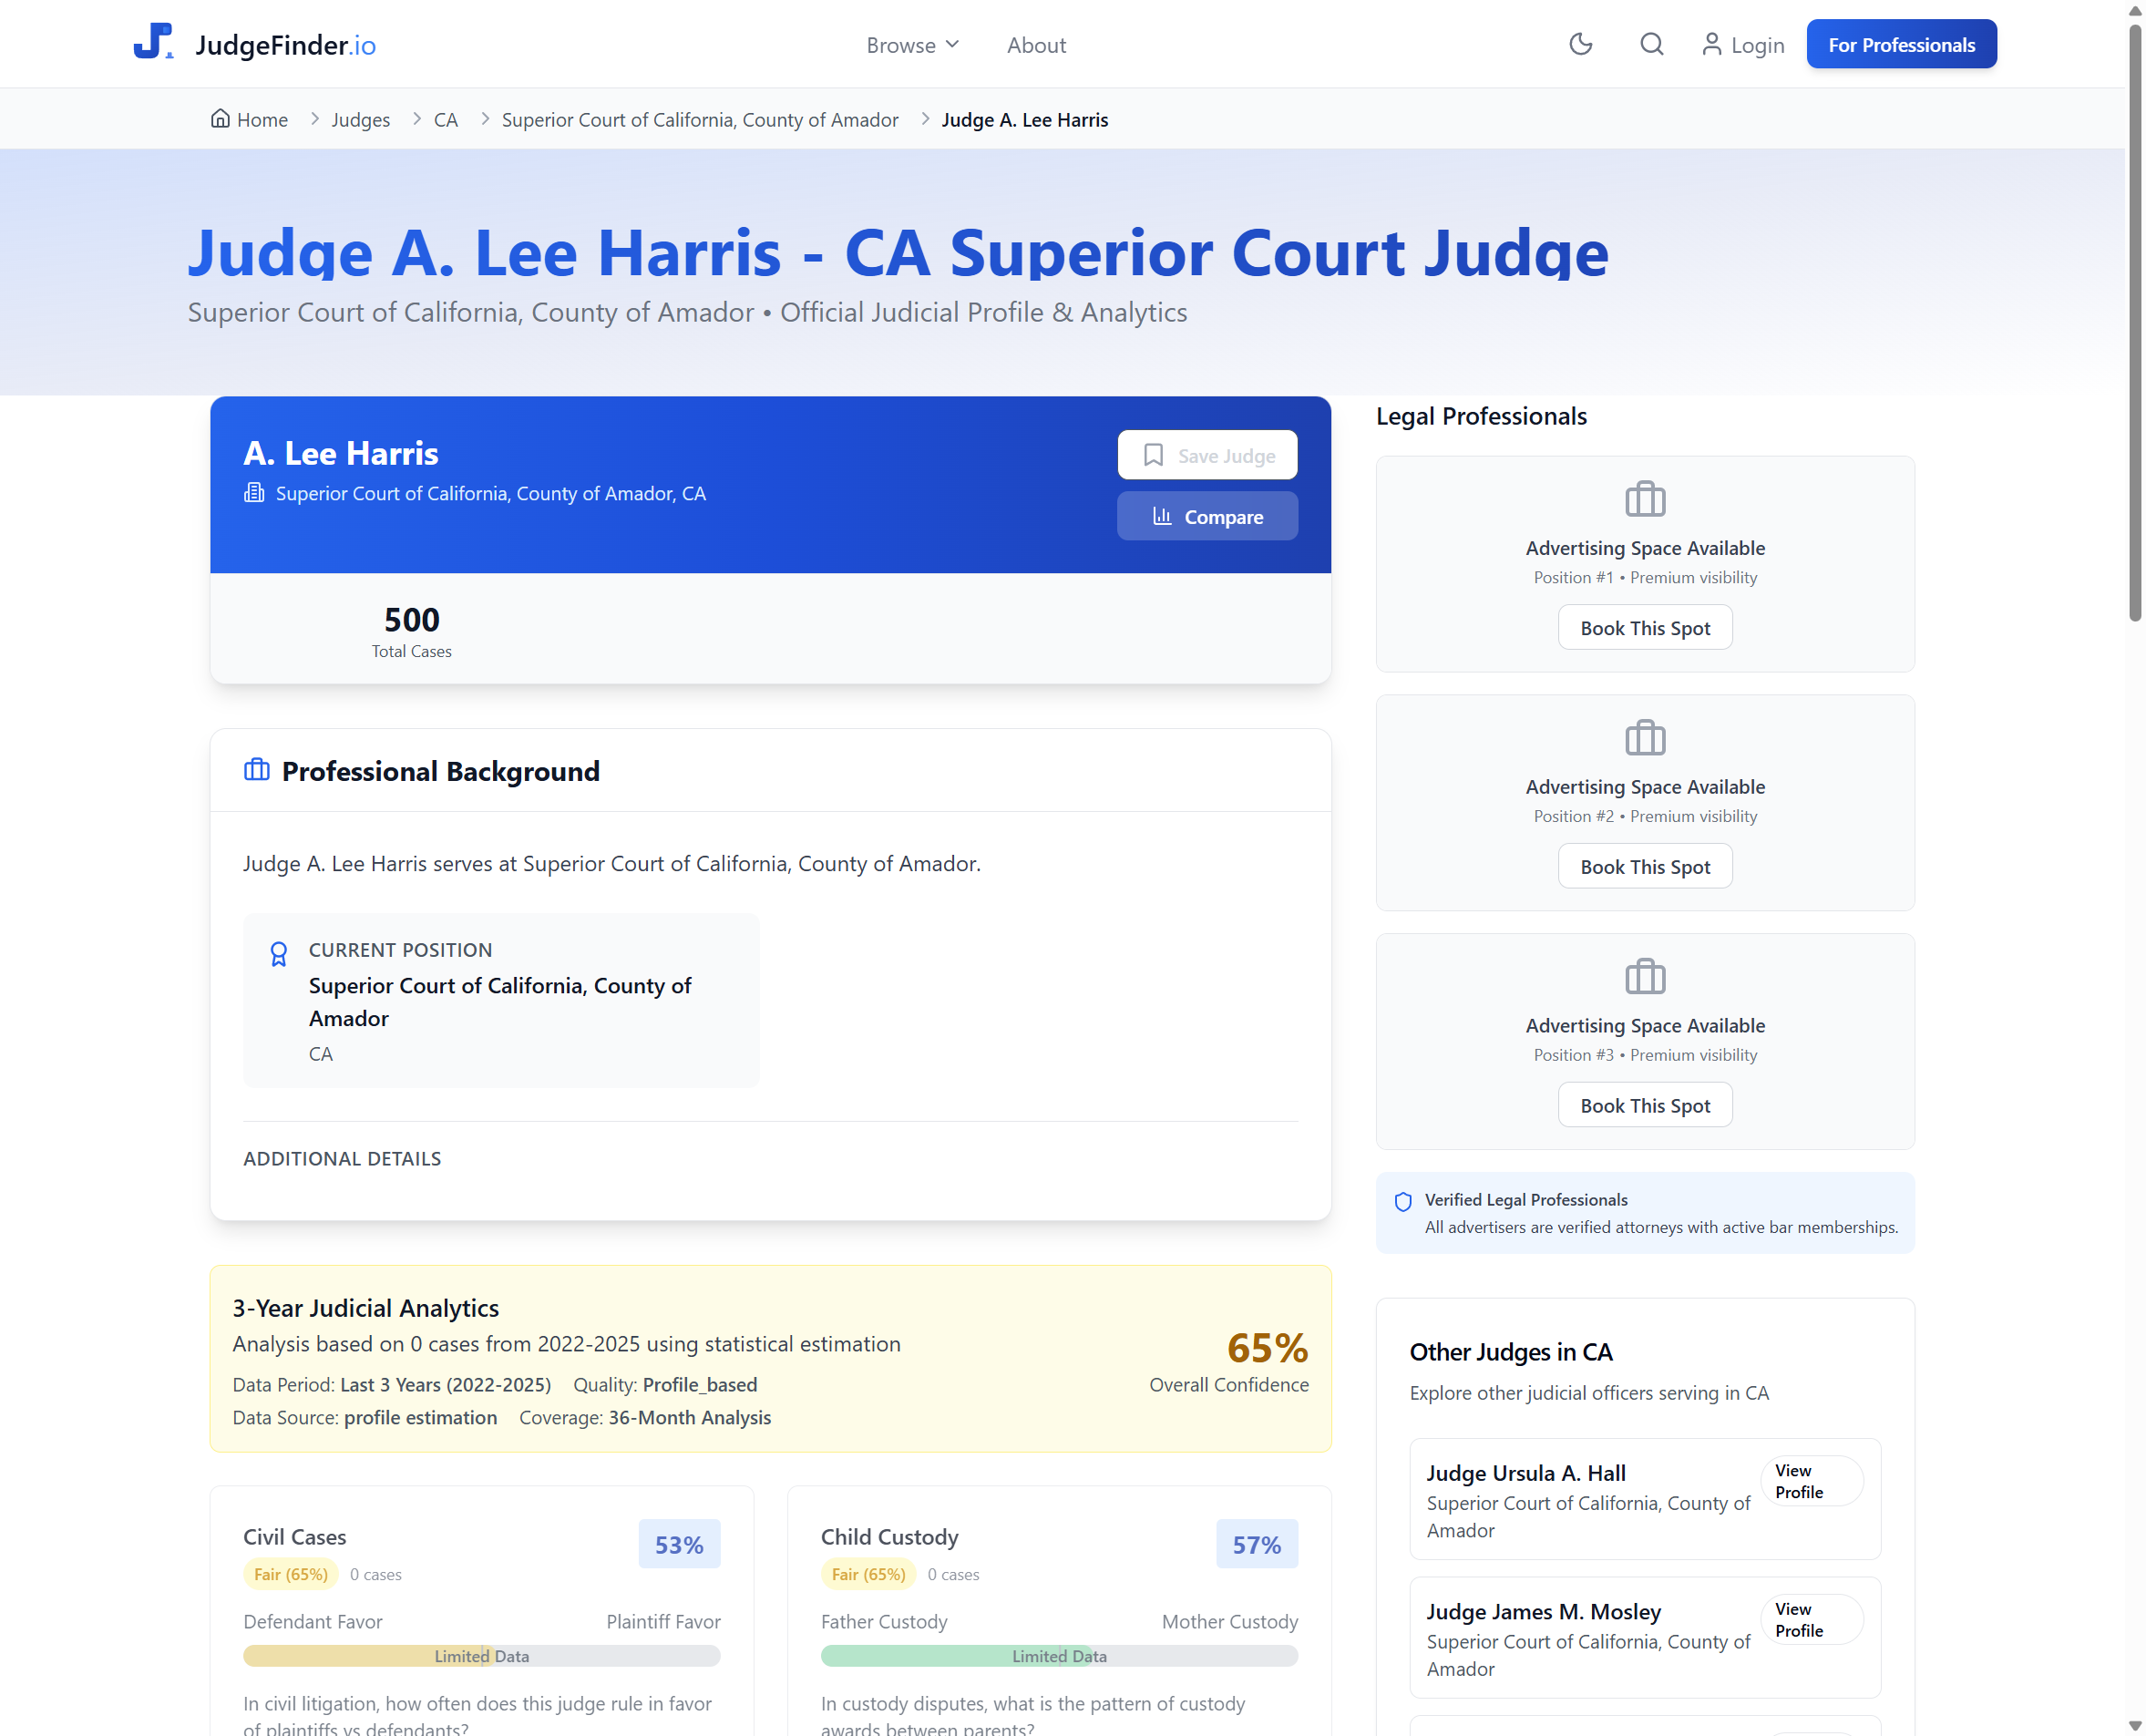 JudgeFinder.io
Browse
About
Login
For Professionals
Home
Judges
CA
Superior Court of California, County of Amador
Judge A. Lee Harris
Judge A. Lee Harris - CA Superior Court Judge
Superior Court of California, County of Amador • Official Judicial Profile & Analytics
A. Lee Harris
Superior Court of California, County of Amador, CA
Save Judge
Compare
500
Total Cases
Professional Background
Judge A. Lee Harris serves at Superior Court of California, County of Amador.
CURRENT POSITION
Superior Court of California, County of
Amador
CA
ADDITIONAL DETAILS
3-Year Judicial Analytics
Analysis based on 0 cases from 2022-2025 using statistical estimation
Data Period: Last 3 Years (2022-2025) Quality: Profile_based
Data Source: profile estimation Coverage: 36-Month Analysis
65%
Overall Confidence
Civil Cases
Fair (65%) 0 cases
53%
Defendant Favor Plaintiff Favor
Limited Data
In civil litigation, how often does this judge rule in favor
of plaintiffs vs defendants?
Child Custody
Fair (65%) 0 cases
57%
Father Custody Mother Custody
Limited Data
In custody disputes, what is the pattern of custody
awards between parents?
Legal Professionals
Advertising Space Available
Position #1 • Premium visibility
Book This Spot
Advertising Space Available
Position #2 • Premium visibility
Book This Spot
Advertising Space Available
Position #3 • Premium visibility
Book This Spot
Verified Legal Professionals
All advertisers are verified attorneys with active bar memberships.
Other Judges in CA
Explore other judicial officers serving in CA
Judge Ursula A. Hall
Superior Court of California, County of
Amador
View
Profile
Judge James M. Mosley
Superior Court of California, County of
Amador
View
Profile